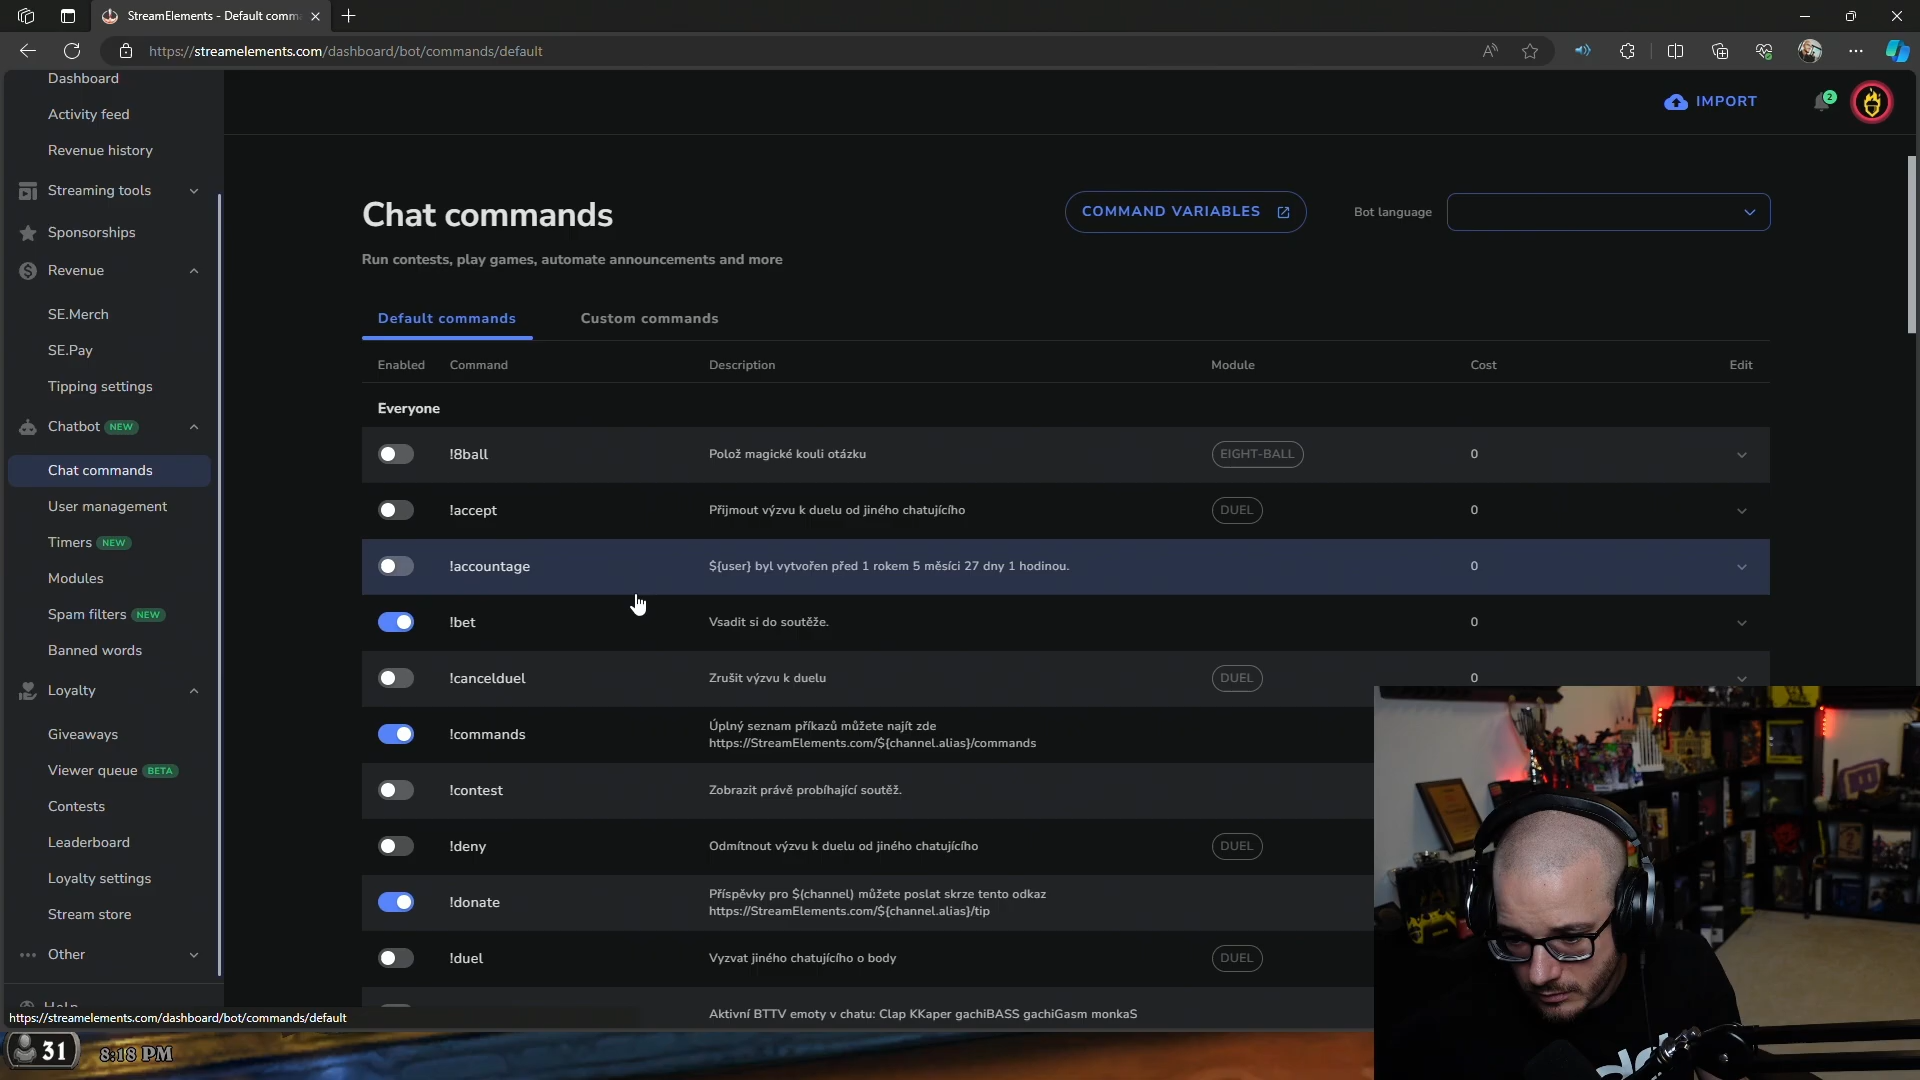 StreamElements - Default comm
https://streamelements.com/dashboard/bot/commands/default
Dashboard
Activity feed
Revenue history
Streaming tools
Sponsorships
Revenue
SE.Merch
SE.Pay
Tipping settings
Chatbot NEW
Chat commands
User management
Timers NEW
Modules
Spam filters NEW
Banned words
Loyalty
Giveaways
Viewer queue BETA
Contests
Leaderboard
Loyalty settings
Stream store
Other
Help
https://streamelements.com/dashboard/bot/commands/default
IMPORT
2
Chat commands
COMMAND VARIABLES
Bot language
Run contests, play games, automate announcements and more
Default commands
Custom commands
Enabled Command Description Module Cost Edit
Everyone
!8ball Polož magické kouli otázku EIGHT-BALL 0
!accept Přijmout výzvu k duelu od jiného chatujícího DUEL 0
!accountage ${user} byl vytvořen před 1 rokem 5 měsíci 27 dny 1 hodinou. 0
!bet Vsadit si do soutěže. 0
!cancelduel Zrušit výzvu k duelu DUEL 0
!commands Úplný seznam příkazů můžete najít zde
https://StreamElements.com/${channel.alias}/commands
!contest Zobrazit právě probíhající soutěž.
!deny Odmítnout výzvu k duelu od jiného chatujícího DUEL
!donate Příspěvky pro $(channel) můžete poslat skrze tento odkaz
https://StreamElements.com/${channel.alias}/tip
!duel Vyzvat jiného chatujícího o body DUEL
Aktivní BTTV emoty v chatu: Clap KKaper gachiBASS gachiGasm monkaS
31 8:18 PM